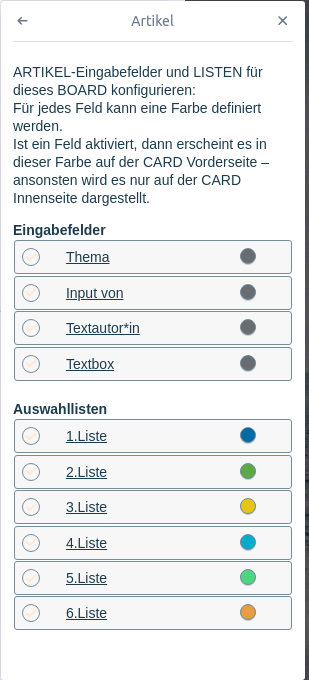 Artikel
ARTIKEL-Eingabefelder und LISTEN für
dieses BOARD konfigurieren:
Für jedes Feld kann eine Farbe definiert
werden.
Ist ein Feld aktiviert, dann erscheint es in
dieser Farbe auf der CARD Vorderseite –
ansonsten wird es nur auf der CARD
Innenseite dargestellt.
Eingabefelder
Thema
Input von
Textautor*in
Textbox
Auswahllisten
1.Liste
2.Liste
3.Liste
4.Liste
5.Liste
6.Liste